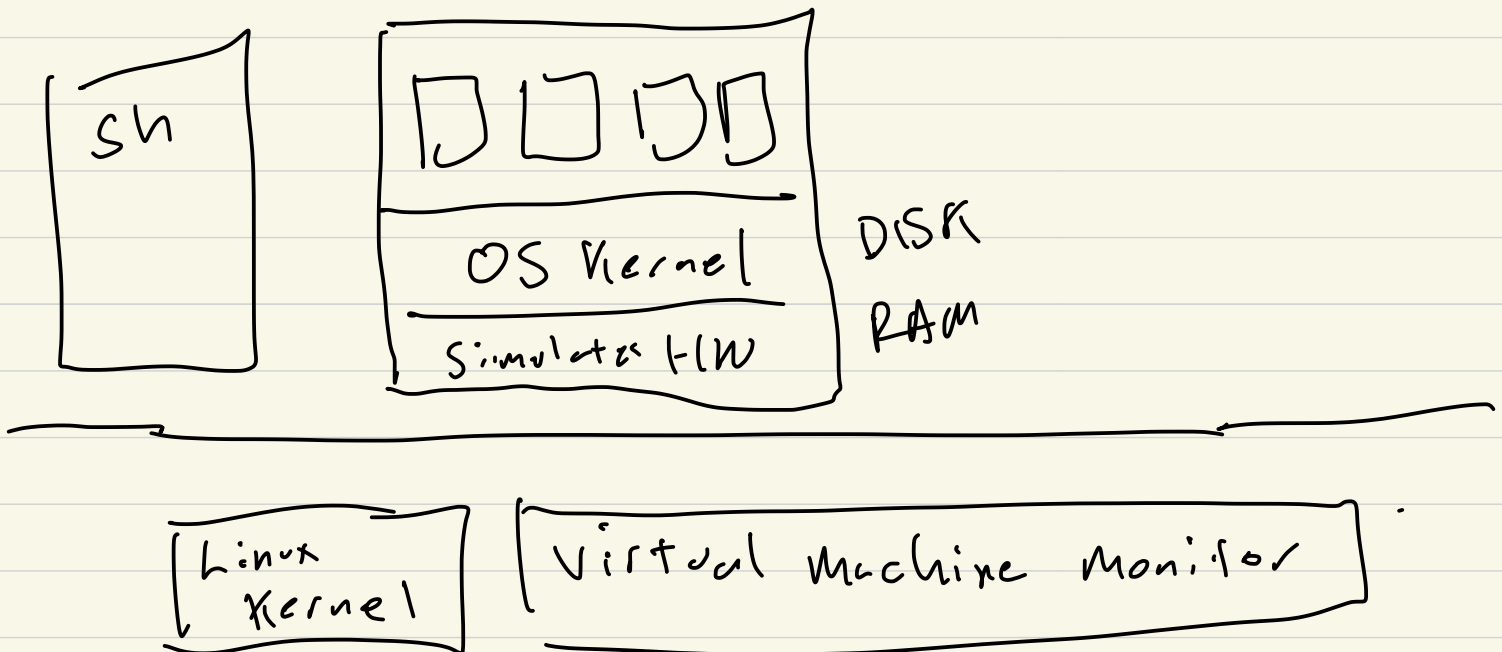 sh
OS Kernel
DISK
RAM
Simulates HW
Linux
Kernel
Virtual Machine Monitor